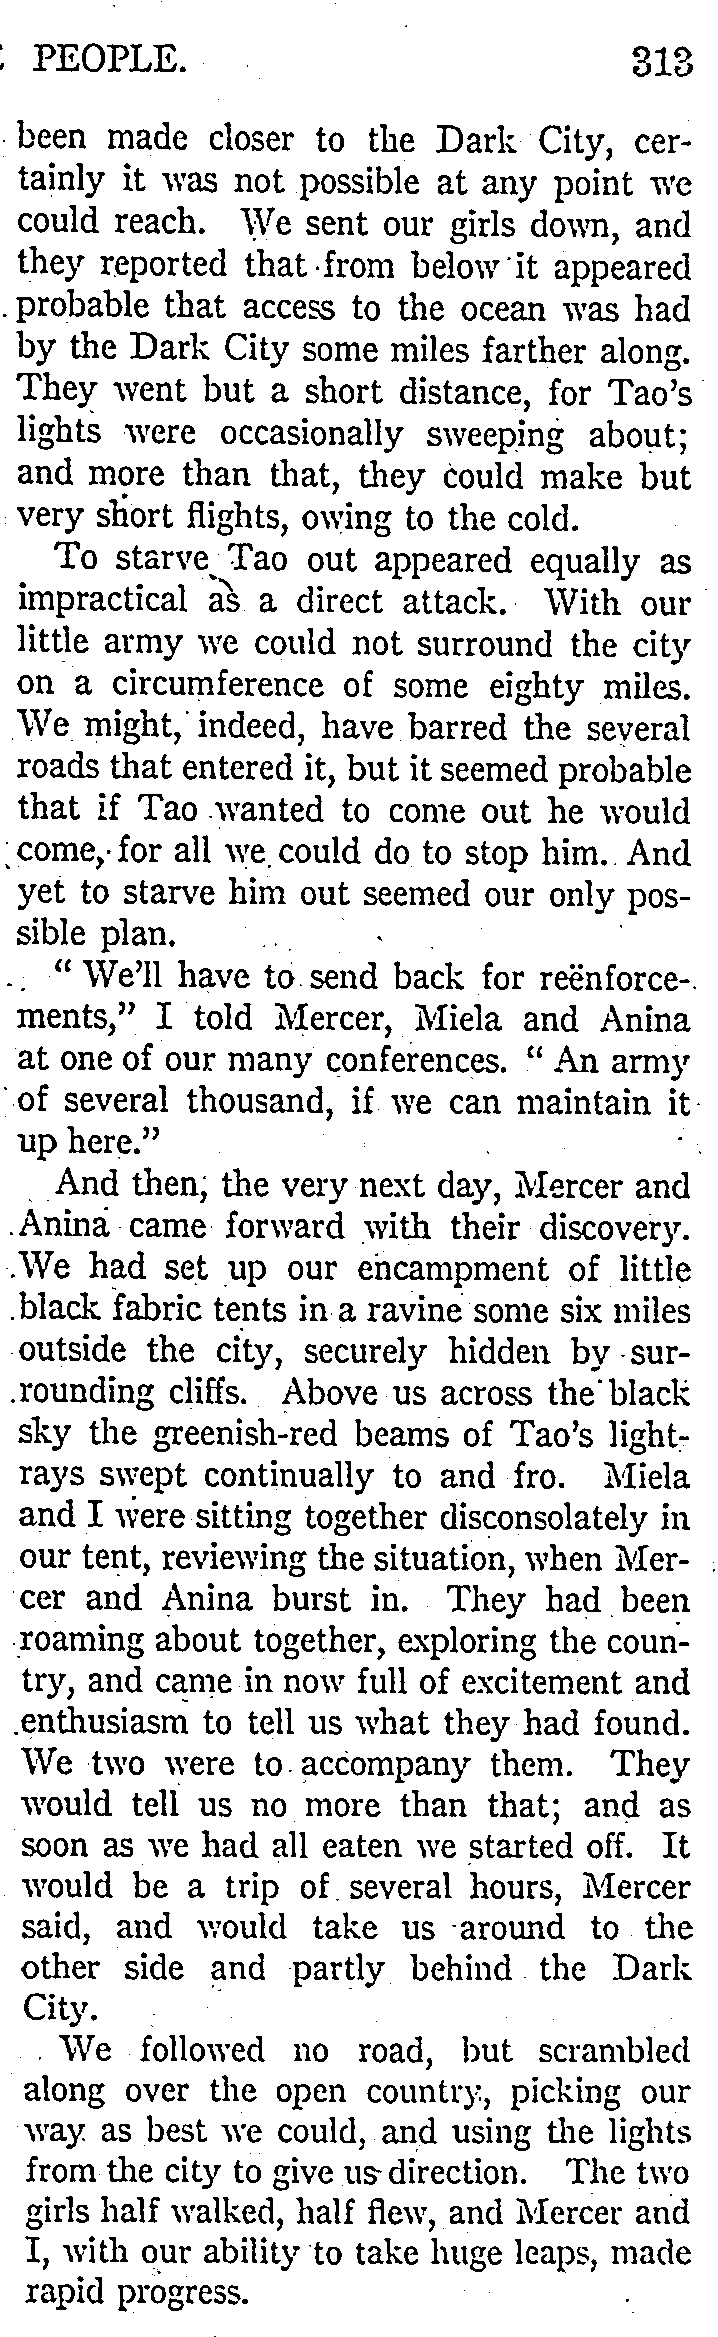 PEOPLE. 313
been made closer to the Dark City, cer-
tainly it was not possible at any point we
could reach. We sent our girls down, and
they reported that from below it appeared
probable that access to the ocean was had
by the Dark City some miles farther along.
They went but a short distance, for Tao's
lights were occasionally sweeping about;
and more than that, they could make but
very short flights, owing to the cold.
To starve Tao out appeared equally as
impractical as a direct attack. With our
little army we could not surround the city
on a circumference of some eighty miles.
We might, indeed, have barred the several
roads that entered it, but it seemed probable
that if Tao wanted to come out he would
come, for all we could do to stop him. And
yet to starve him out seemed our only pos-
sible plan.
" We'll have to send back for reënforce-
ments," I told Mercer, Miela and Anina
at one of our many conferences. " An army
of several thousand, if we can maintain it
up here."
And then, the very next day, Mercer and
Anina came forward with their discovery.
We had set up our encampment of little
black fabric tents in a ravine some six miles
outside the city, securely hidden by sur-
rounding cliffs. Above us across the black
sky the greenish-red beams of Tao's light-
rays swept continually to and fro. Miela
and I were sitting together disconsolately in
our tent, reviewing the situation, when Mer-
cer and Anina burst in. They had been
roaming about together, exploring the coun-
try, and came in now full of excitement and
enthusiasm to tell us what they had found.
We two were to accompany them. They
would tell us no more than that; and as
soon as we had all eaten we started off. It
would be a trip of several hours, Mercer
said, and would take us around to the
other side and partly behind the Dark
City.
We followed no road, but scrambled
along over the open country, picking our
way as best we could, and using the lights
from the city to give us direction. The two
girls half walked, half flew, and Mercer and
I, with our ability to take huge leaps, made
rapid progress.